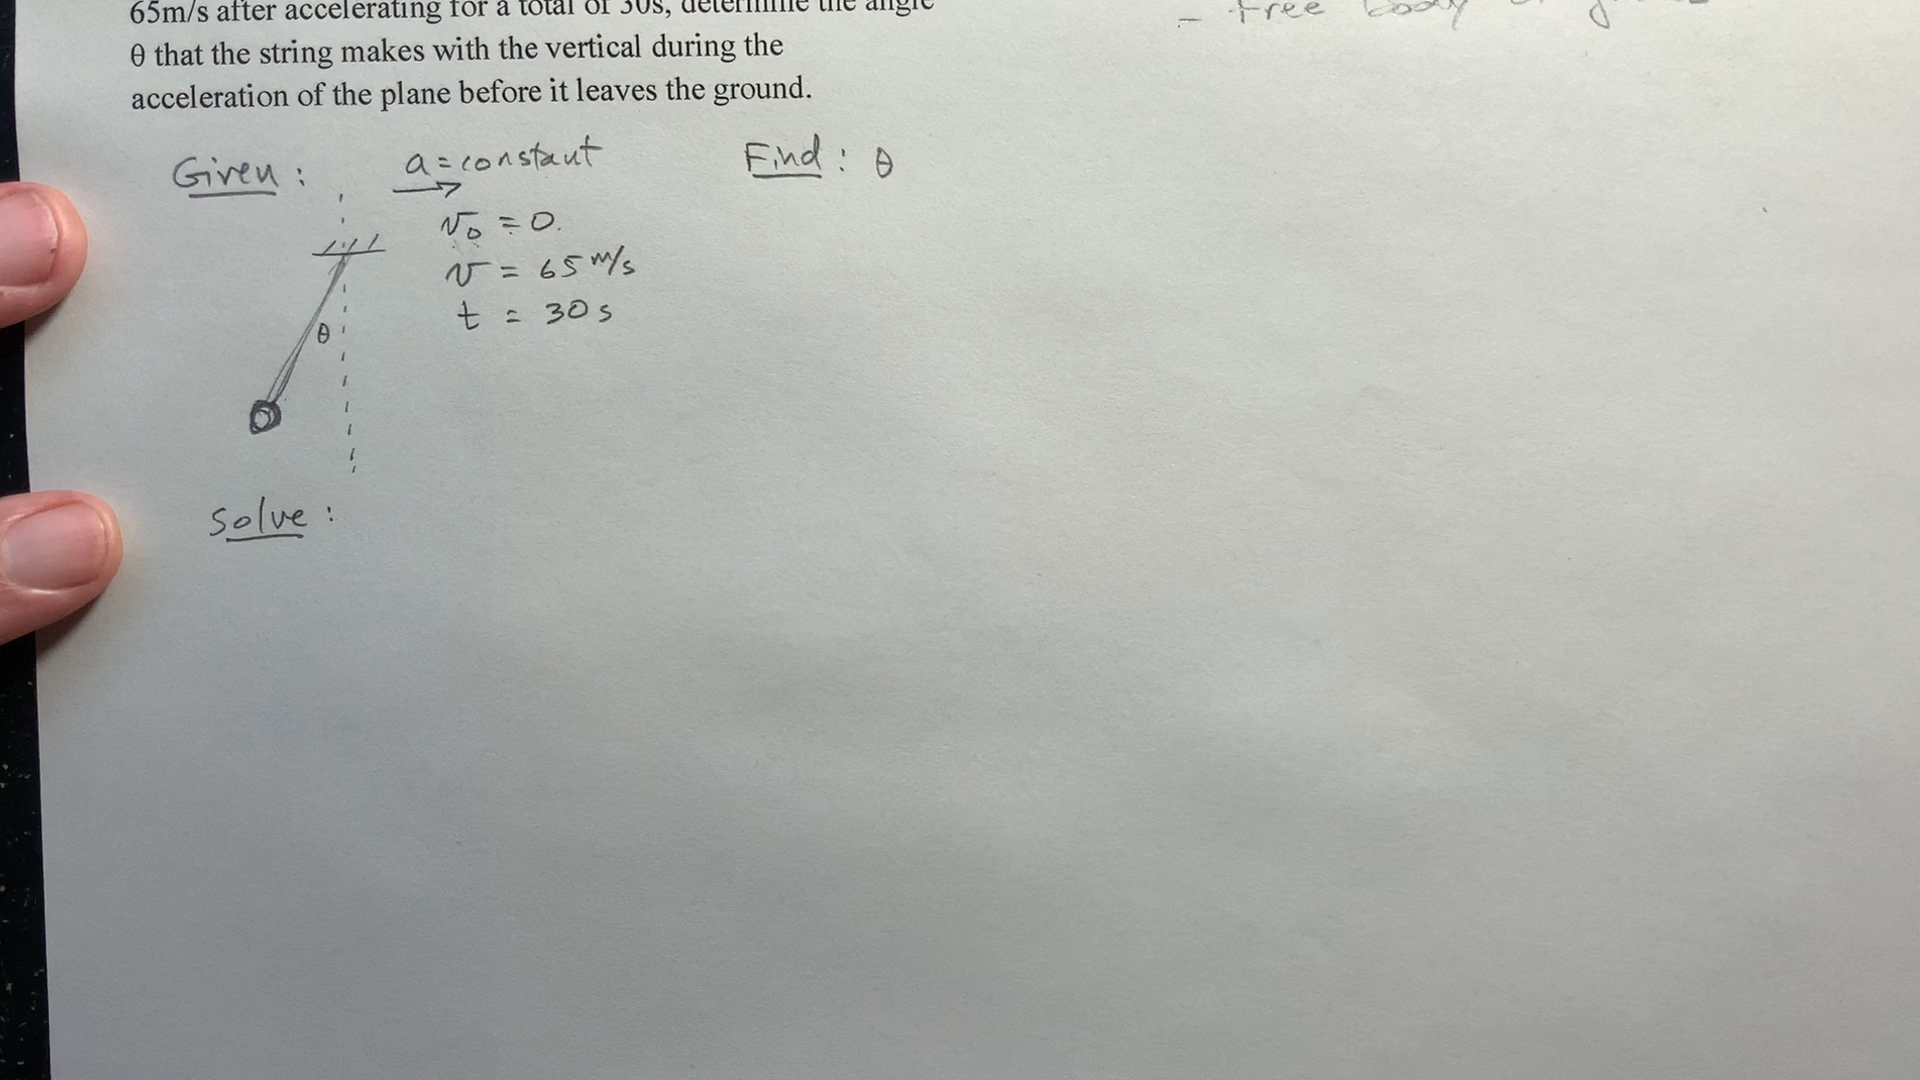 65m/s after accelerating for a total of 30s, determine the angle
θ that the string makes with the vertical during the
acceleration of the plane before it leaves the ground.
- Free body
Given :
a = constant
Find : θ
v₀ = 0.
v = 65 m/s
t = 30 s
θ
Solve :